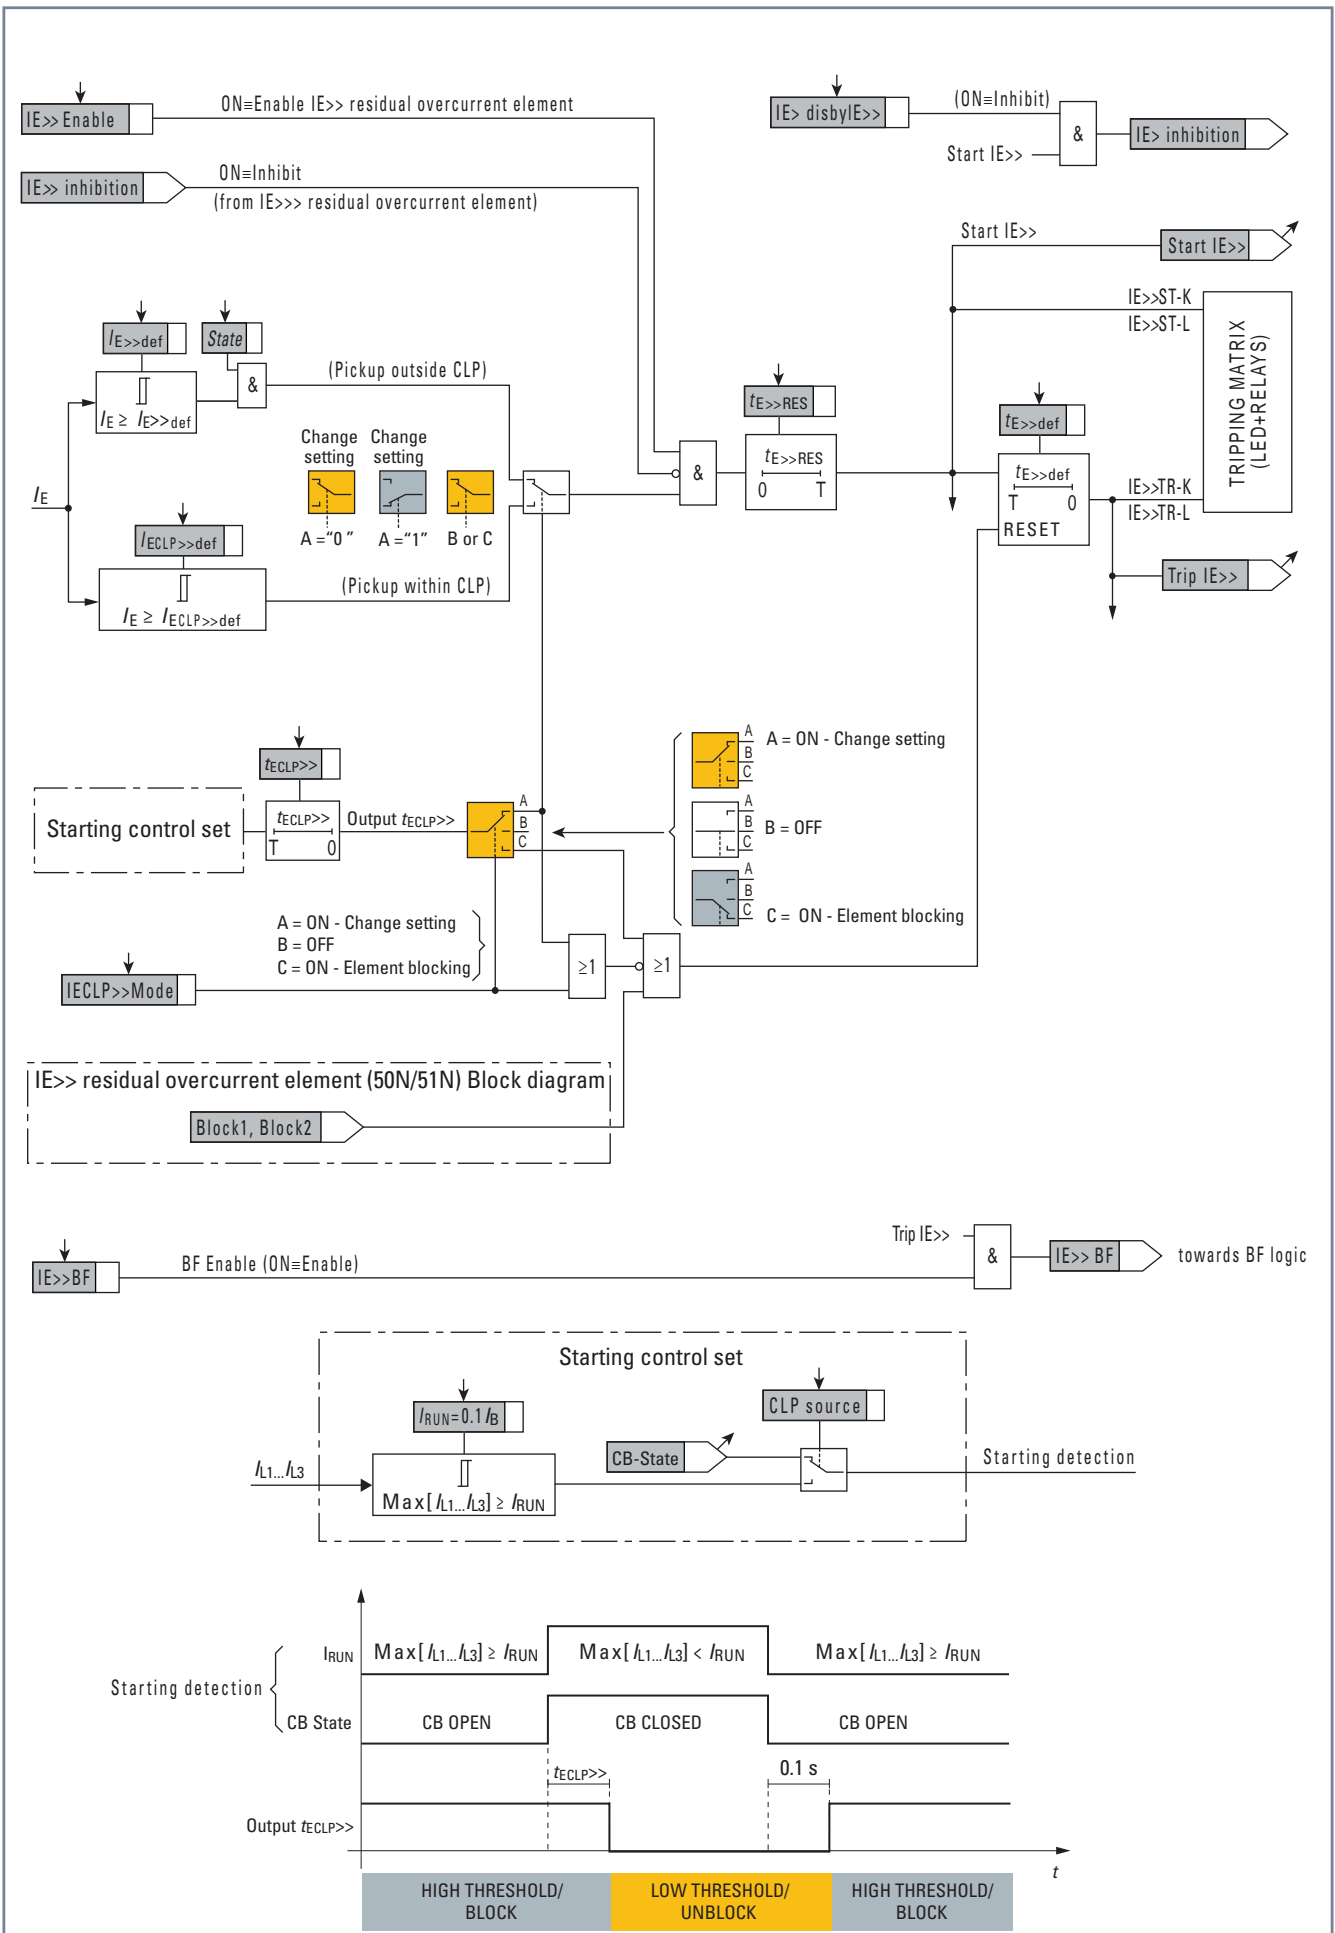 IE>> Enable
ON≡Enable IE>> residual overcurrent element
IE>> inhibition
ON≡Inhibit
(from IE>>> residual overcurrent element)
IE> disbyIE>>
(ON≡Inhibit)
Start IE>>
&
IE> inhibition
Start IE>>
Start IE>>
IE>>ST-K
IE>>ST-L
TRIPPING MATRIX
(LED+RELAYS)
IE>>def
State
&
IE ≥ IE>>def
(Pickup outside CLP)
Change setting
Change setting
A ="0 "
A ="1"
B or C
IE
IECLP>>def
IE ≥ IECLP>>def
(Pickup within CLP)
&
tE>>RES
tE>>RES
0 T
tE>>def
tE>>def
T 0
RESET
IE>>TR-K
IE>>TR-L
Trip IE>>
tECLP>>
Starting control set
tECLP>>
T 0
Output tECLP>>
A
B
C
A
B
C
A = ON - Change setting
A
B
C
B = OFF
A
B
C
C = ON - Element blocking
A = ON - Change setting
B = OFF
C = ON - Element blocking
IECLP>>Mode
≥1
≥1
IE>> residual overcurrent element (50N/51N) Block diagram
Block1, Block2
IE>>BF
BF Enable (ON≡Enable)
Trip IE>>
&
IE>> BF
towards BF logic
Starting control set
IRUN=0.1 IB
CLP source
CB-State
IL1...IL3
Max[IL1...IL3] ≥ IRUN
Starting detection
Starting detection
IRUN
Max[IL1...IL3] ≥ IRUN
Max[IL1...IL3] < IRUN
Max[IL1...IL3] ≥ IRUN
CB State
CB OPEN
CB CLOSED
CB OPEN
tECLP>>
0.1 s
Output tECLP>>
t
HIGH THRESHOLD/
BLOCK
LOW THRESHOLD/
UNBLOCK
HIGH THRESHOLD/
BLOCK